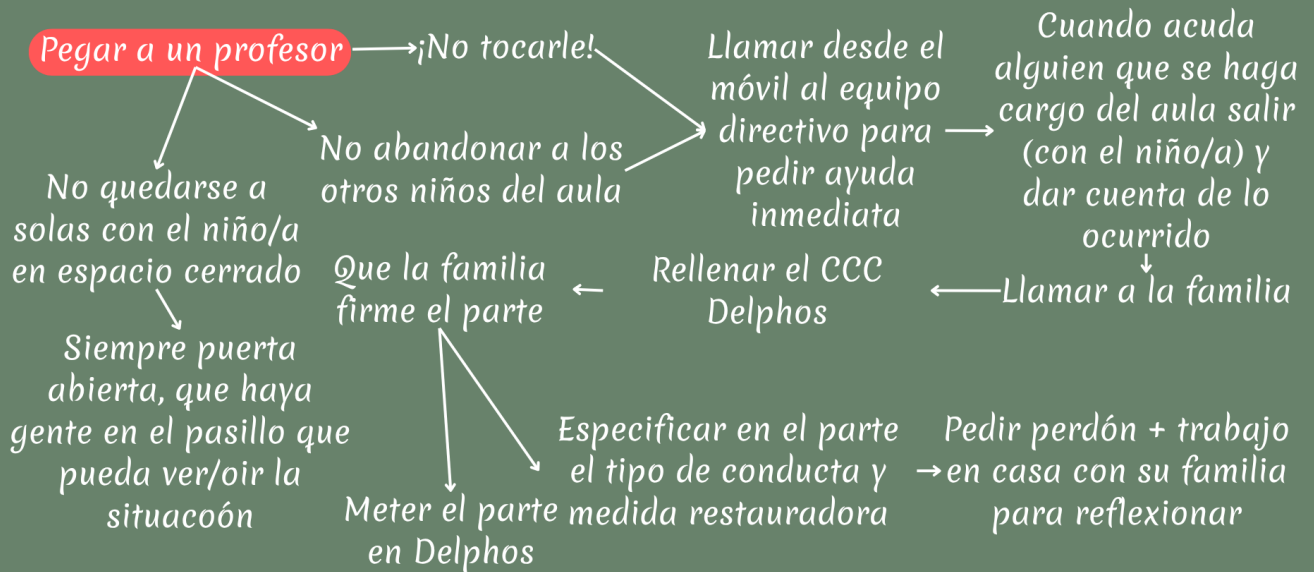 Pegar a un profesor
¡No tocarle!
No abandonar a los
otros niños del aula
No quedarse a
solas con el niño/a
en espacio cerrado
Siempre puerta
abierta, que haya
gente en el pasillo que
pueda ver/oir la
situacoón
Llamar desde el
móvil al equipo
directivo para
pedir ayuda
inmediata
Cuando acuda
alguien que se haga
cargo del aula salir
(con el niño/a) y
dar cuenta de lo
ocurrido
Llamar a la familia
Rellenar el CCC
Delphos
Que la familia
firme el parte
Meter el parte
en Delphos
Especificar en el parte
el tipo de conducta y
medida restauradora
Pedir perdón + trabajo
en casa con su familia
para reflexionar